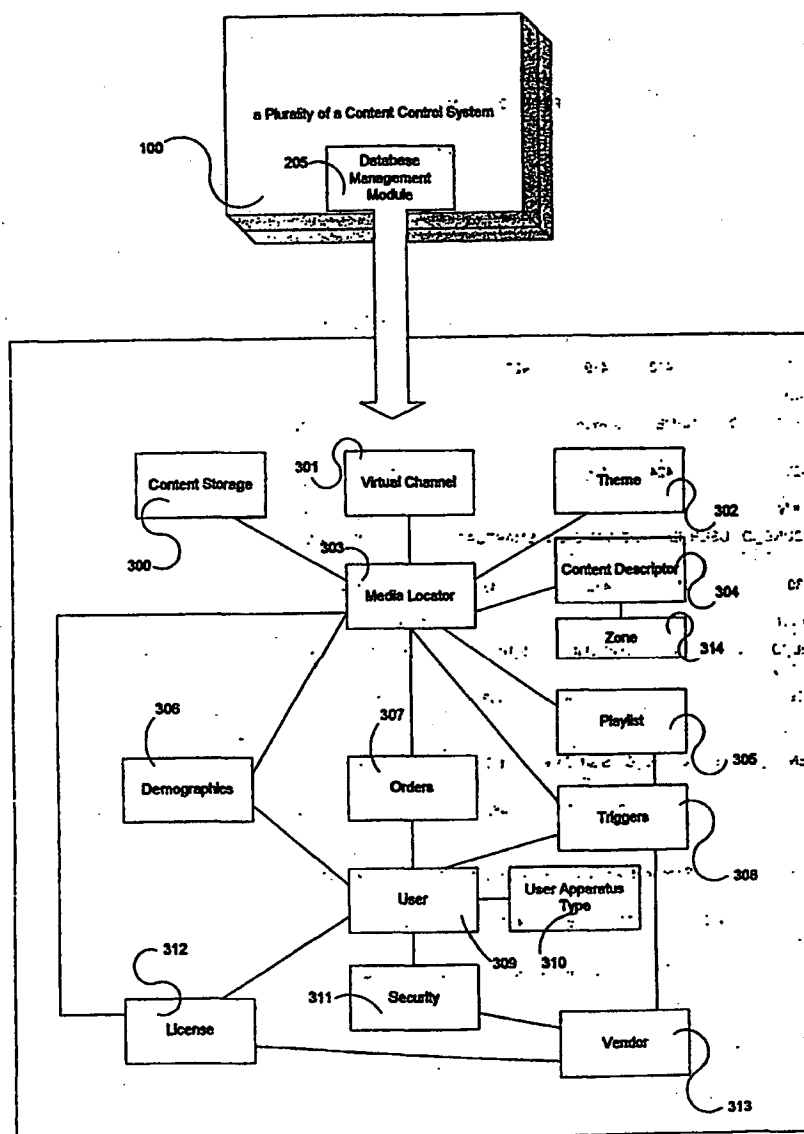 a Plurality of a Content Control System
100
205
Database
Management
Module
301
Content Storage
Virtual Channel
Theme
302
300
303
Media Locator
Content Descriptor
304
Zone
314
306
307
Playlist
305
Demographics
Orders
Triggers
308
User
User Apparatus
Type
310
309
312
311
Security
License
Vendor
313